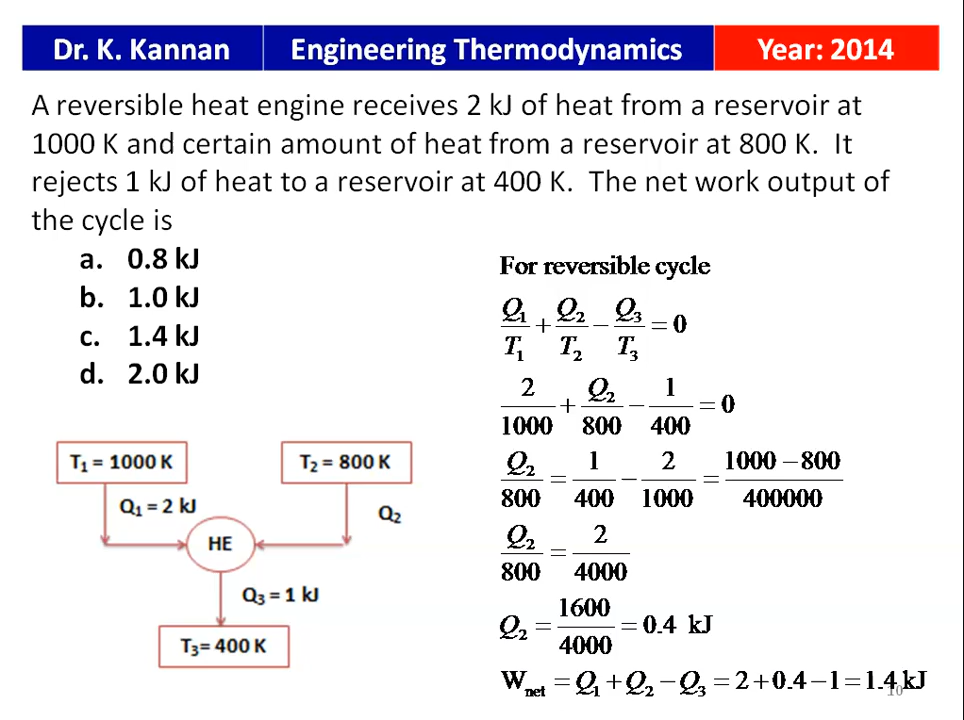 Dr. K. Kannan Engineering Thermodynamics Year: 2014
A reversible heat engine receives 2 kJ of heat from a reservoir at
1000 K and certain amount of heat from a reservoir at 800 K. It
rejects 1 kJ of heat to a reservoir at 400 K. The net work output of
the cycle is
a. 0.8 kJ
b. 1.0 kJ
c. 1.4 kJ
d. 2.0 kJ
T₁ = 1000 K T₂ = 800 K
Q₁ = 2 kJ Q₂
HE
Q₃ = 1 kJ
T₃= 400 K
For reversible cycle
Q₁/T₁ + Q₂/T₂ − Q₃/T₃ = 0
2/1000 + Q₂/800 − 1/400 = 0
Q₂/800 = 1/400 − 2/1000 = (1000 − 800)/400000
Q₂/800 = 2/4000
Q₂ = 1600/4000 = 0.4 kJ
W_net = Q₁ + Q₂ − Q₃ = 2 + 0.4 − 1 = 1.4 kJ
10